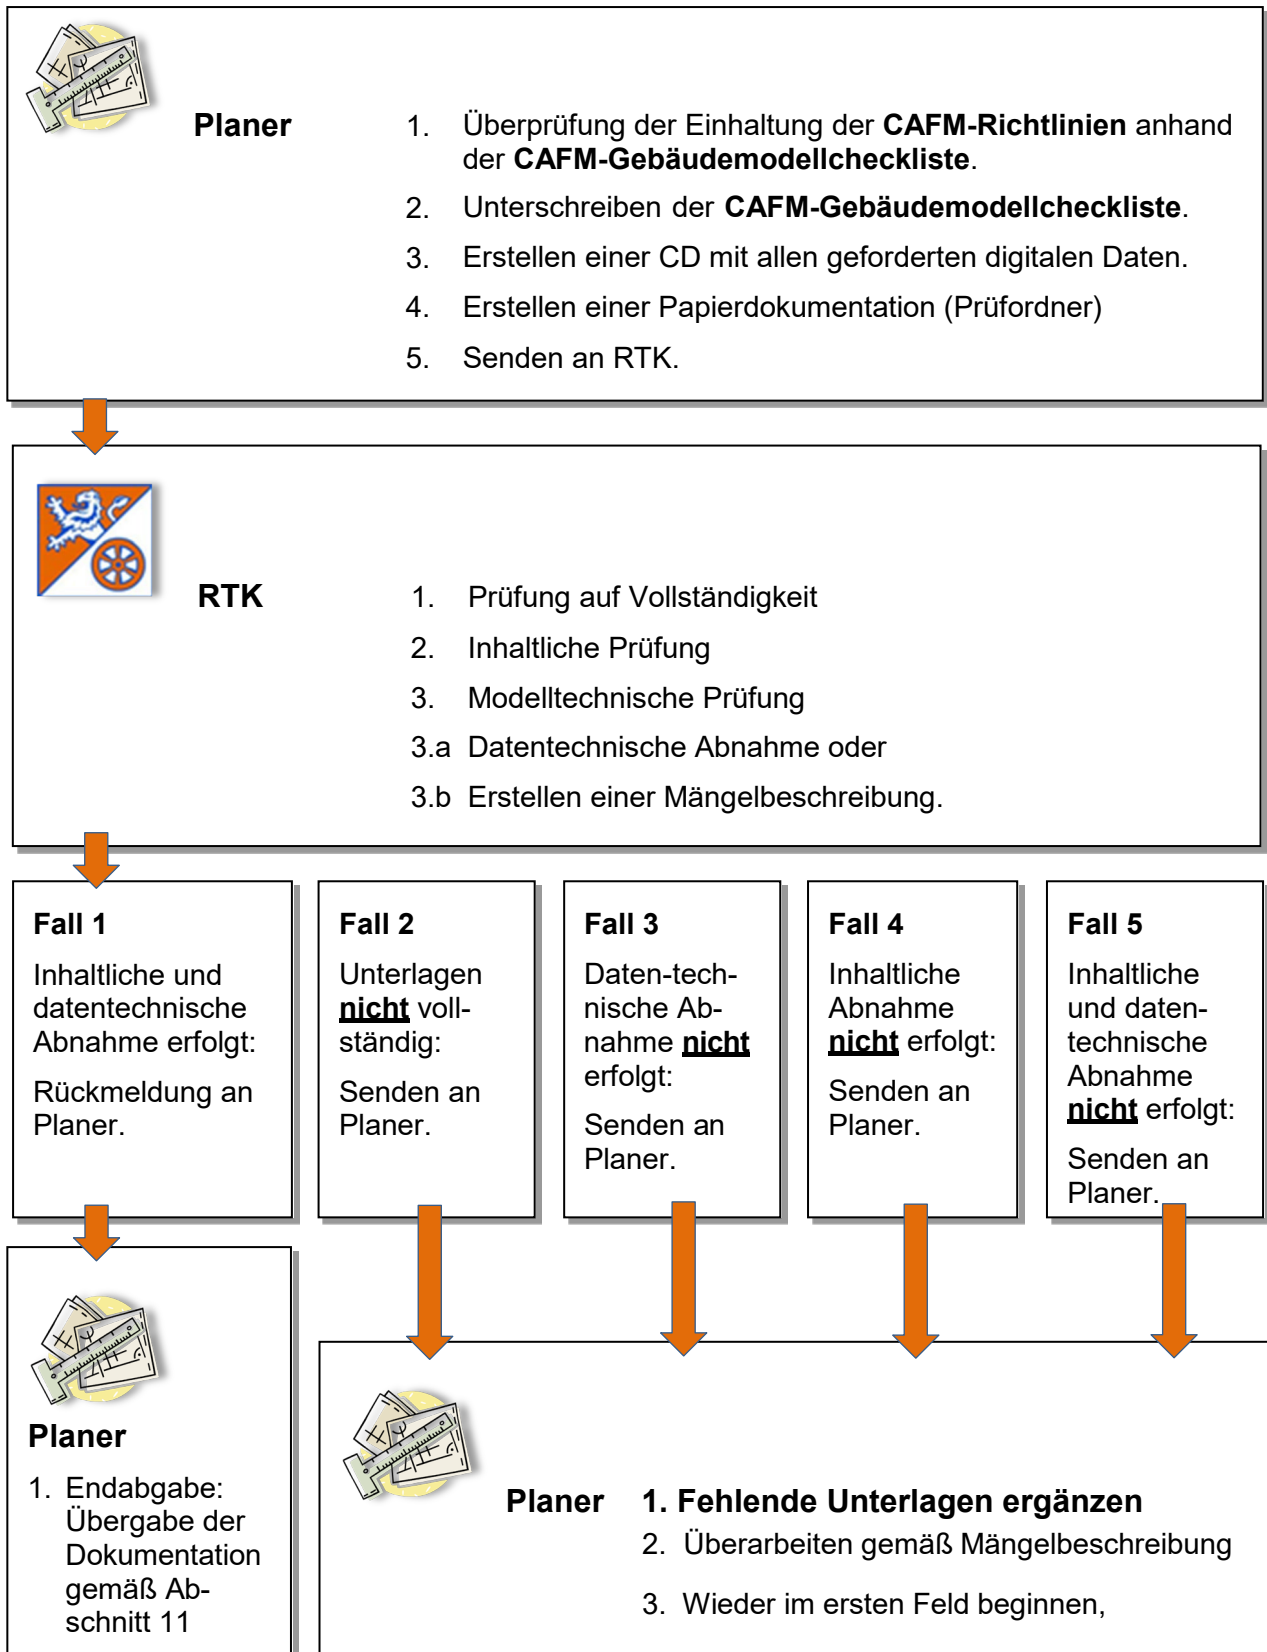 Planer
1. Überprüfung der Einhaltung der CAFM-Richtlinien anhand
der CAFM-Gebäudemodellcheckliste.
2. Unterschreiben der CAFM-Gebäudemodellcheckliste.
3. Erstellen einer CD mit allen geforderten digitalen Daten.
4. Erstellen einer Papierdokumentation (Prüfordner)
5. Senden an RTK.
RTK
1. Prüfung auf Vollständigkeit
2. Inhaltliche Prüfung
3. Modelltechnische Prüfung
3.a Datentechnische Abnahme oder
3.b Erstellen einer Mängelbeschreibung.
Fall 1
Inhaltliche und
datentechnische
Abnahme erfolgt:
Rückmeldung an
Planer.
Fall 2
Unterlagen
nicht voll-
ständig:
Senden an
Planer.
Fall 3
Daten-tech-
nische Ab-
nahme nicht
erfolgt:
Senden an
Planer.
Fall 4
Inhaltliche
Abnahme
nicht erfolgt:
Senden an
Planer.
Fall 5
Inhaltliche
und daten-
technische
Abnahme
nicht erfolgt:
Senden an
Planer.
Planer
1. Endabgabe:
Übergabe der
Dokumentation
gemäß Ab-
schnitt 11
Planer
1. Fehlende Unterlagen ergänzen
2. Überarbeiten gemäß Mängelbeschreibung
3. Wieder im ersten Feld beginnen,